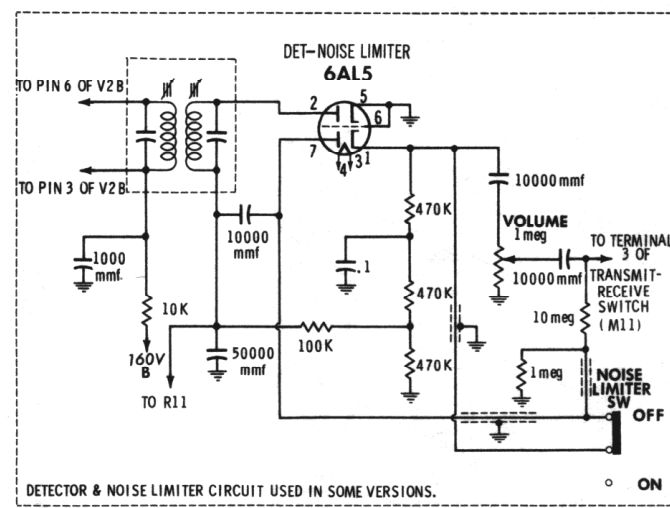 DET-NOISE LIMITER
6AL5
TO PIN 6 OF V2B
2
5
6
7
4
3
1
TO PIN 3 OF V2B
470K
10000 mmf
VOLUME
1 meg
10000
mmf
1000
mmf
.1
10000 mmf
TO TERMINAL
3 OF
TRANSMIT-
RECEIVE
SWITCH
(M11)
10K
470K
10 meg
100K
160V
B
50000
mmf
470K
1 meg
TO R11
NOISE
LIMITER
SW
OFF
ON
DETECTOR & NOISE LIMITER CIRCUIT USED IN SOME VERSIONS.